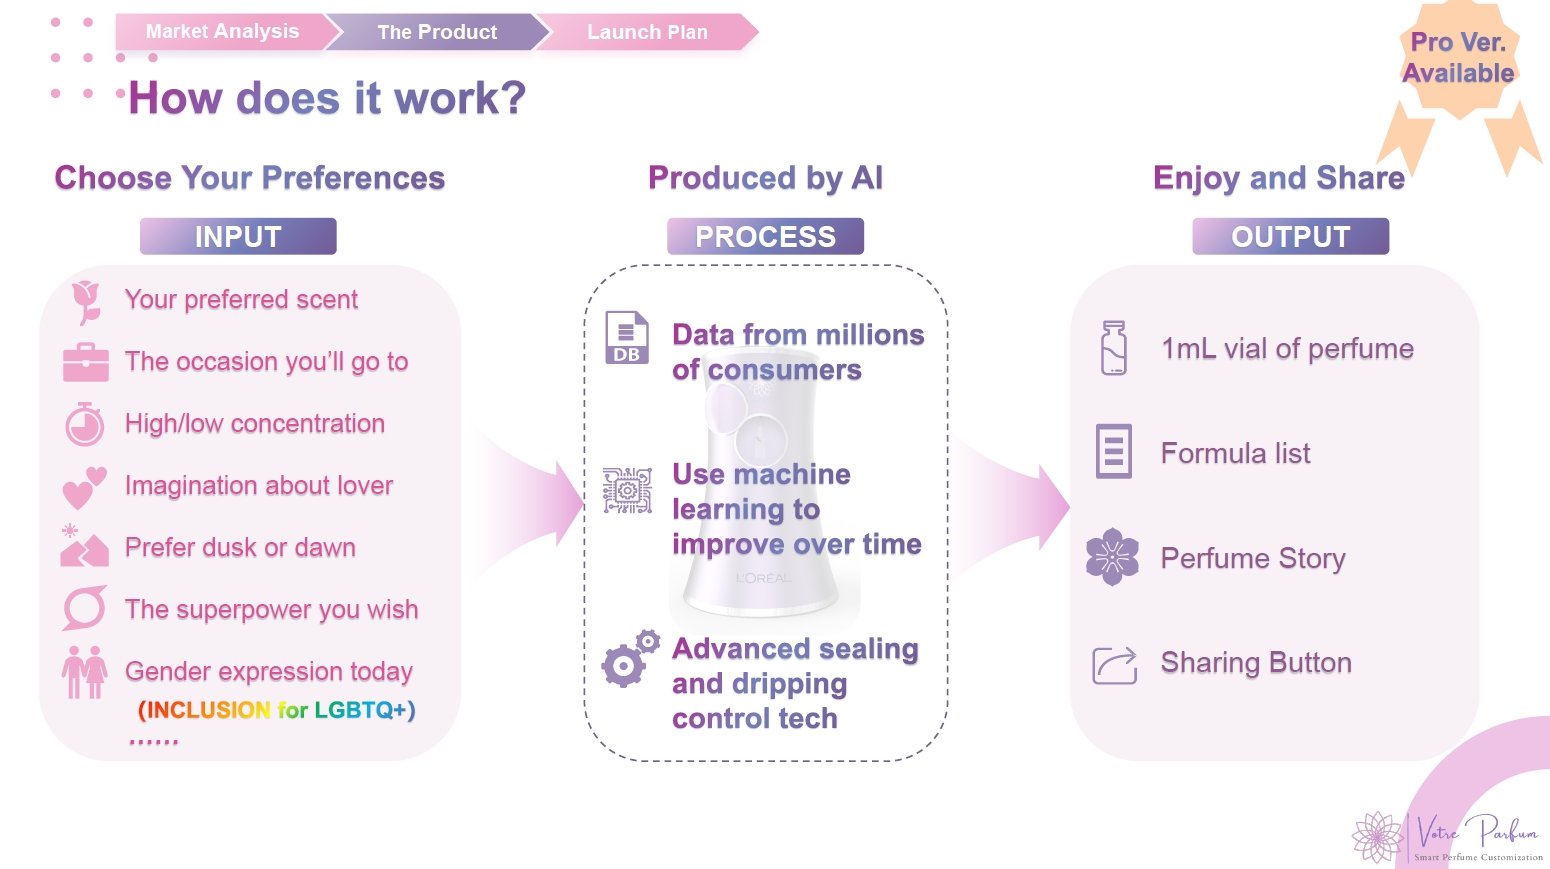 Market Analysis
The Product
Launch Plan
Pro Ver.
Available
How does it work?
Choose Your Preferences
INPUT
Your preferred scent
The occasion you’ll go to
High/low concentration
Imagination about lover
Prefer dusk or dawn
The superpower you wish
Gender expression today
(INCLUSION for LGBTQ+)
......
Produced by AI
PROCESS
DB
Data from millions
of consumers
Use machine
learning to
improve over time
L'ORÉAL
Advanced sealing
and dripping
control tech
Enjoy and Share
OUTPUT
1mL vial of perfume
Formula list
Perfume Story
Sharing Button
Votre Parfum
Smart Perfume Customization